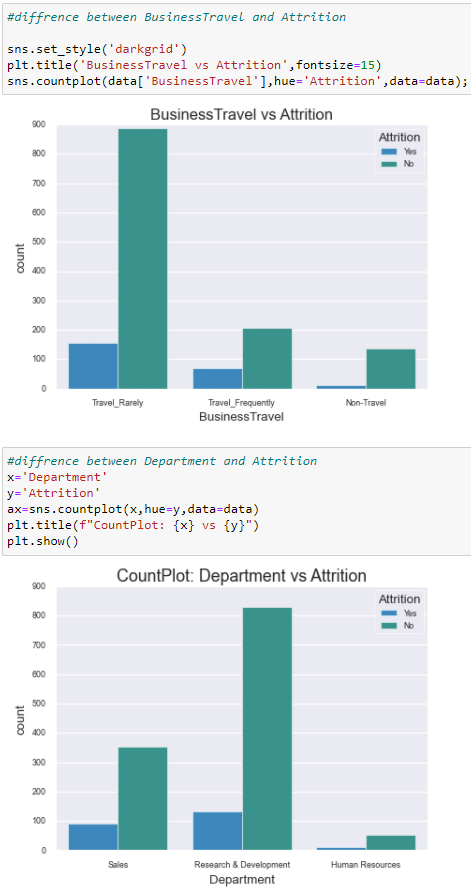 #diffrence between BusinessTravel and Attrition
sns.set_style('darkgrid')
plt.title('BusinessTravel vs Attrition',fontsize=15)
sns.countplot(data['BusinessTravel'],hue='Attrition',data=data);
BusinessTravel vs Attrition
Attrition
Yes
No
900
800
700
600
500
400
300
200
100
0
count
Travel_Rarely Travel_Frequently Non-Travel
BusinessTravel
#diffrence between Department and Attrition
x='Department'
y='Attrition'
ax=sns.countplot(x,hue=y,data=data)
plt.title(f"CountPlot: {x} vs {y}")
plt.show()
CountPlot: Department vs Attrition
Attrition
Yes
No
900
800
700
600
500
400
300
200
100
0
count
Sales Research & Development Human Resources
Department